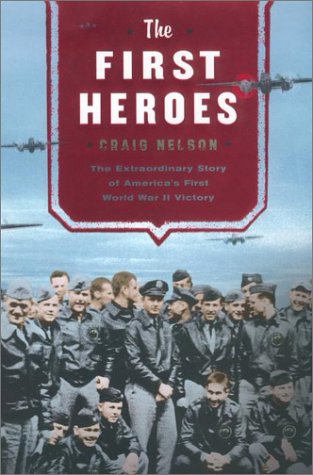 The
FIRST
HEROES
CRAIG NELSON
The Extraordinary Story
of America's First
World War II Victory